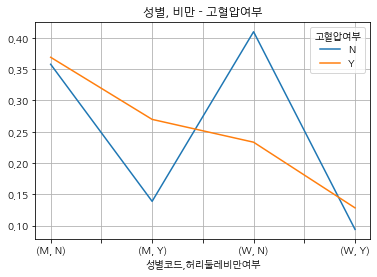 성별, 비만 - 고혈압여부
고혈압여부
N
Y
0,40
0,35
0,30
0,25
0,20
0,15
0,10
(M, N)
(M, Y)
(W, N)
(W, Y)
성별코드,허리둘레비만여부